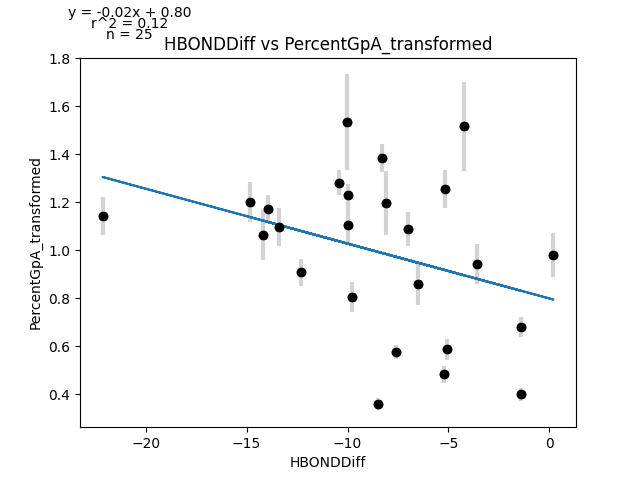 y = -0.02x + 0.80
r^2 = 0.12
n = 25
HBONDDiff vs PercentGpA_transformed
1.8
1.6
1.4
1.2
1.0
0.8
0.6
0.4
PercentGpA_transformed
−20
−15
−10
−5
0
HBONDDiff